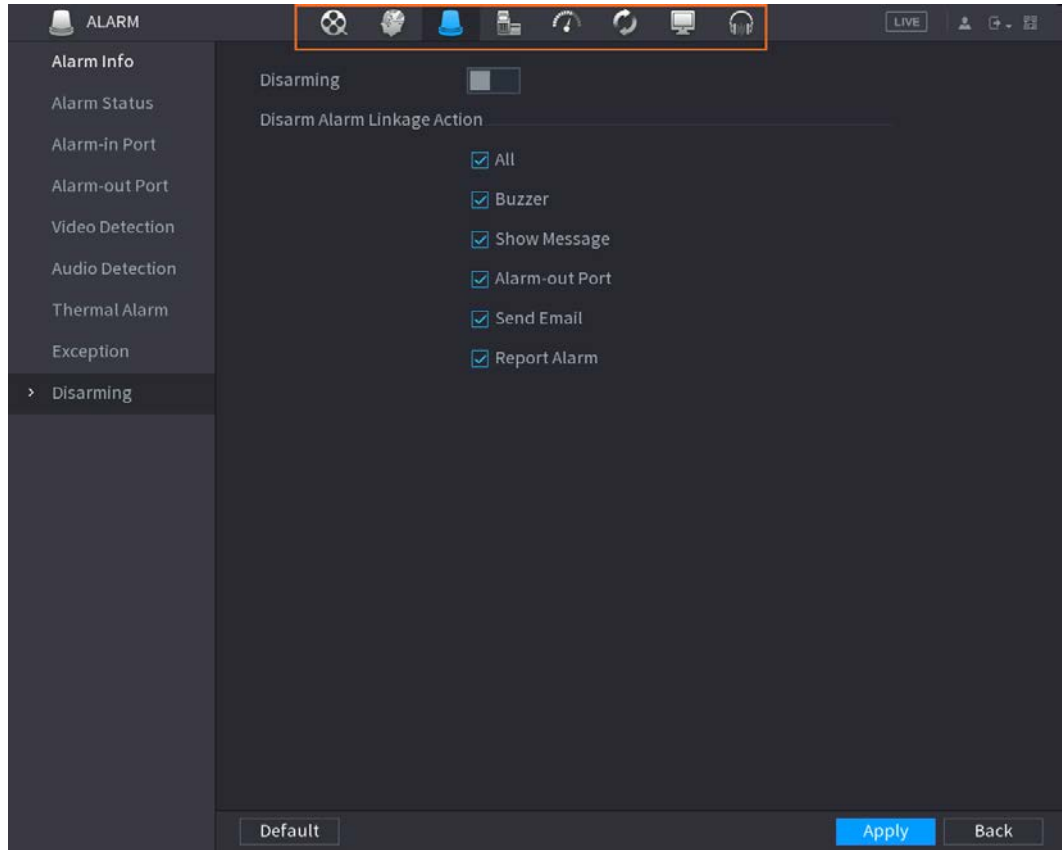 ALARM
LIVE
Alarm Info
Alarm Status
Alarm-in Port
Alarm-out Port
Video Detection
Audio Detection
Thermal Alarm
Exception
Disarming
Disarming
Disarm Alarm Linkage Action
All
Buzzer
Show Message
Alarm-out Port
Send Email
Report Alarm
Default
Apply
Back